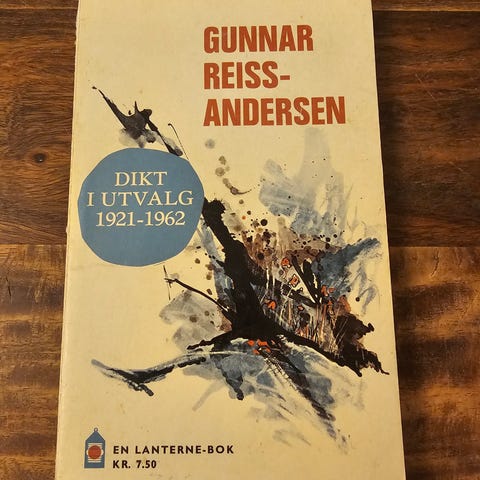 GUNNAR
REISS-
ANDERSEN
DIKT
I UTVALG
1921-1962
EN LANTERNE-BOK
KR. 7.50